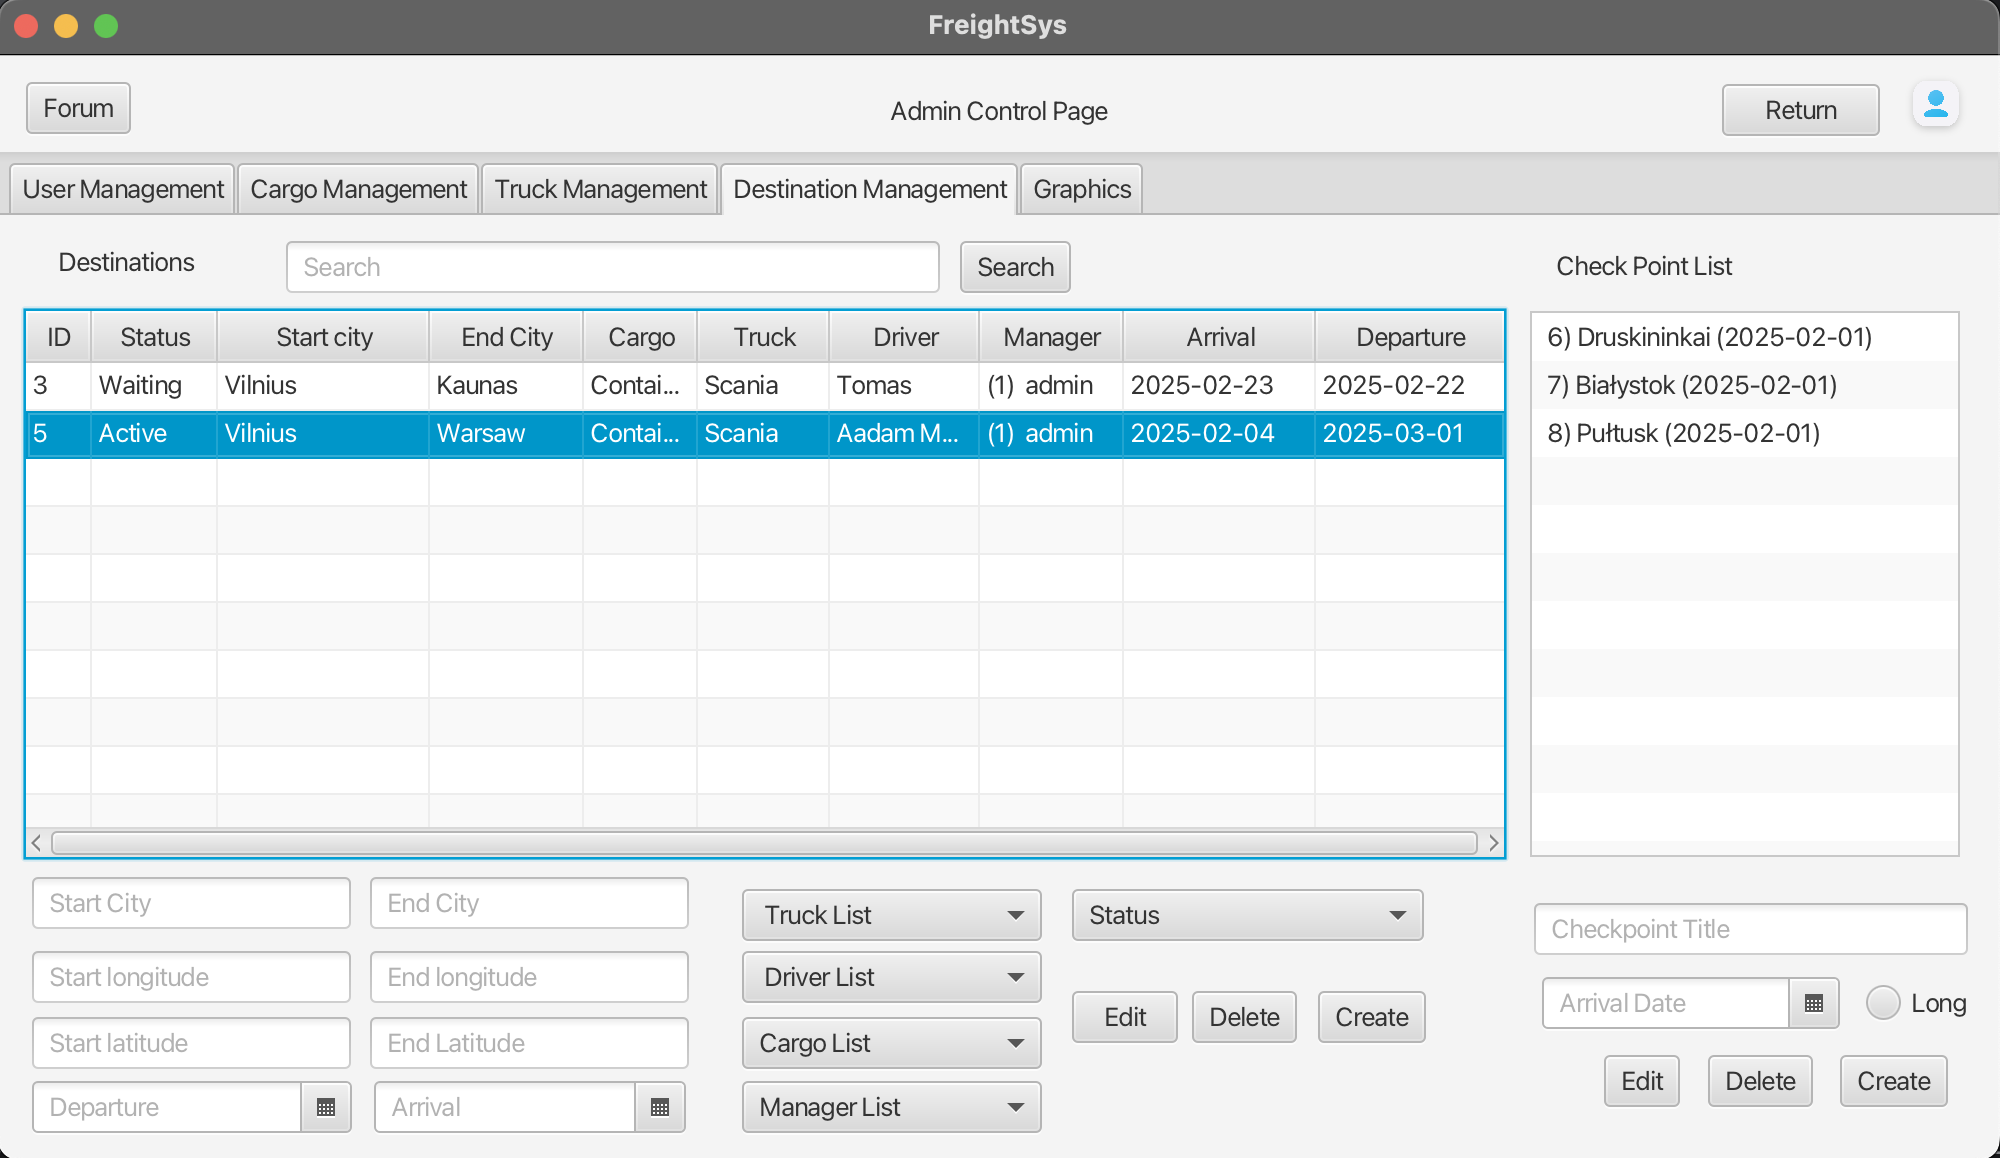 FreightSys
Forum
Admin Control Page
Return
User Management
Cargo Management
Truck Management
Destination Management
Graphics
Destinations
Search
Search
Check Point List
ID Status Start city End City Cargo Truck Driver Manager Arrival Departure
3 Waiting Vilnius Kaunas Contai... Scania Tomas (1) admin 2025-02-23 2025-02-22
5 Active Vilnius Warsaw Contai... Scania Aadam M... (1) admin 2025-02-04 2025-03-01
6) Druskininkai (2025-02-01)
7) Białystok (2025-02-01)
8) Pułtusk (2025-02-01)
Start City
End City
Start longitude
End longitude
Start latitude
End Latitude
Departure
Arrival
Truck List
Driver List
Cargo List
Manager List
Status
Edit
Delete
Create
Checkpoint Title
Arrival Date
Long
Edit
Delete
Create